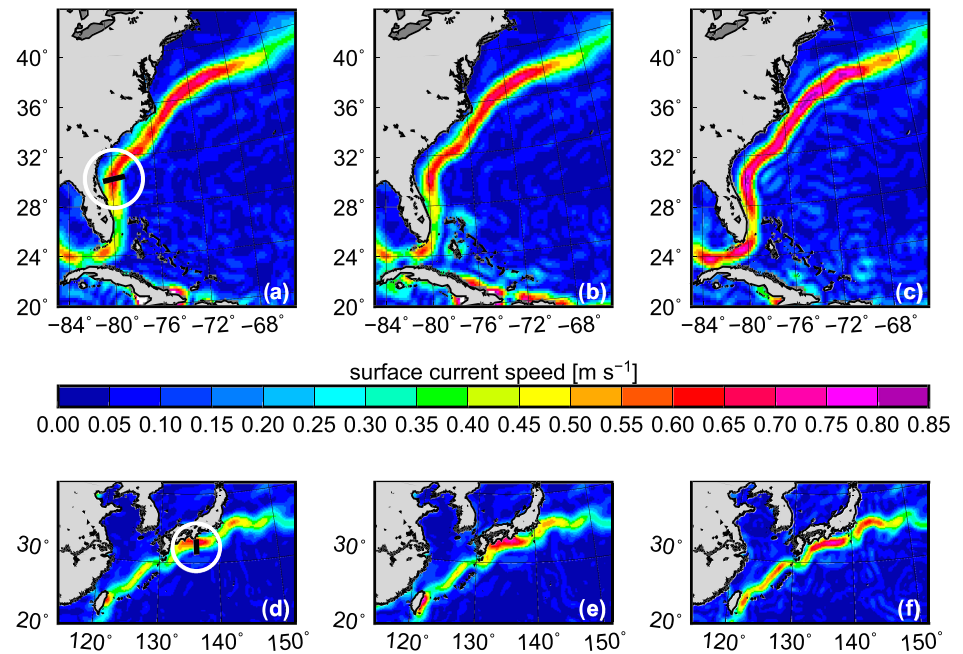 40˚ 40˚ 40˚
36˚ 36˚ 36˚
32˚ 32˚ 32˚
28˚ 28˚ 28˚
24˚ 24˚ 24˚
(a) (b) (c)
20˚ 20˚ 20˚
−84˚ −80˚ −76˚ −72˚ −68˚ −84˚ −80˚ −76˚ −72˚ −68˚ −84˚ −80˚ −76˚ −72˚ −68˚
surface current speed [m s⁻¹]
0.00 0.05 0.10 0.15 0.20 0.25 0.30 0.35 0.40 0.45 0.50 0.55 0.60 0.65 0.70 0.75 0.80 0.85
30˚ 30˚ 30˚
(d) (e) (f)
20˚ 20˚ 20˚
120˚ 130˚ 140˚ 150˚ 120˚ 130˚ 140˚ 150˚ 120˚ 130˚ 140˚ 150˚